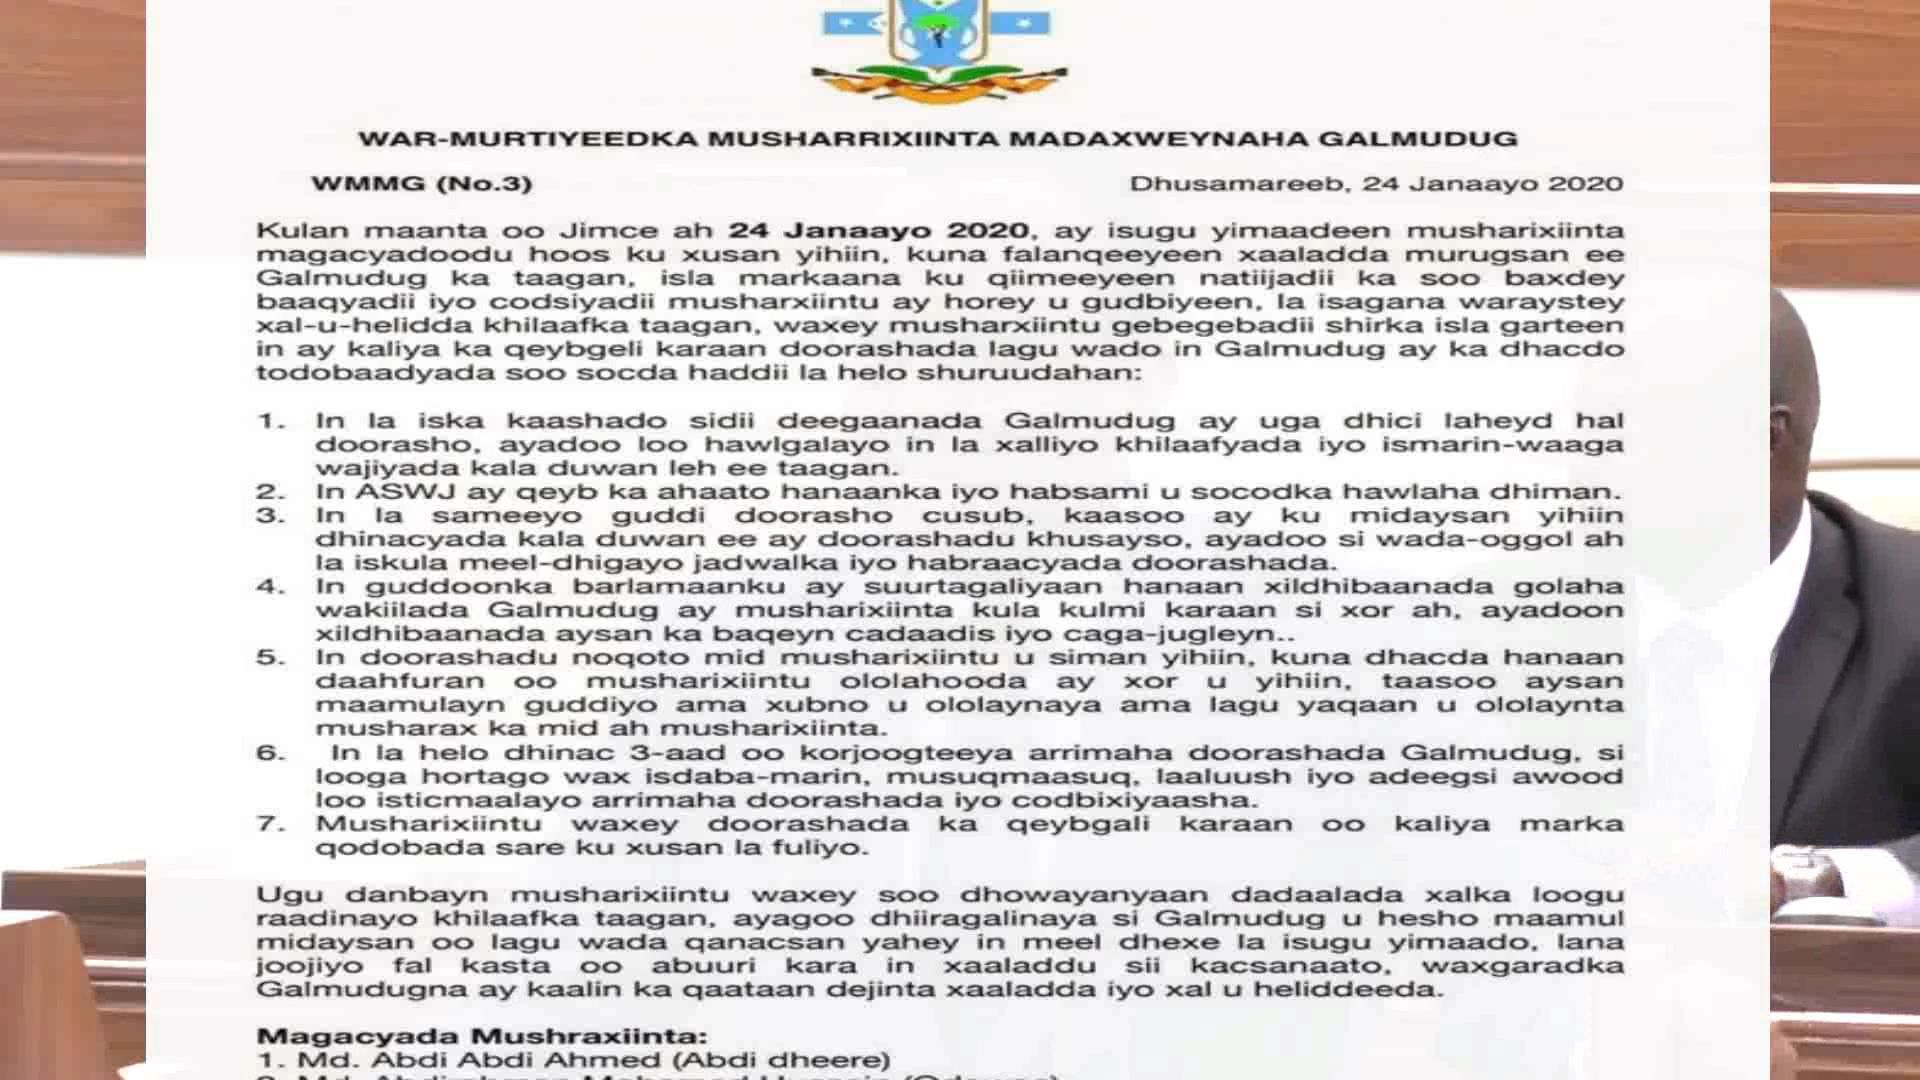 WAR-MURTIYEEDKA MUSHARRIXIINTA MADAXWEYNAHA GALMUDUG
WMMG (No.3) Dhusamareeb, 24 Janaayo 2020
Kulan maanta oo Jimce ah 24 Janaayo 2020, ay isugu yimaadeen musharixiinta
magacyadoodu hoos ku xusan yihiin, kuna falanqeeyeen xaaladda murugsan ee
Galmudug ka taagan, isla markaana ku qiimeeyeen natiijadii ka soo baxdey
baaqyadii iyo codsiyadii musharxiintu ay horey u gudbiyeen, la isagana waraystey
xal-u-helidda khilaafka taagan, waxey musharxiintu gebegebadii shirka isla garteen
in ay kaliya ka qeybgeli karaan doorashada lagu wado in Galmudug ay ka dhacdo
todobaadyada soo socda haddii la helo shuruudahan:
1. In la iska kaashado sidii deegaanada Galmudug ay uga dhici laheyd hal
doorasho, ayadoo loo hawlgalayo in la xalliyo khilaafyada iyo ismarin-waaga
wajiyada kala duwan leh ee taagan.
2. In ASWJ ay qeyb ka ahaato hanaanka iyo habsami u socodka hawlaha dhiman.
3. In la sameeyo guddi doorasho cusub, kaasoo ay ku midaysan yihiin
dhinacyada kala duwan ee ay doorashadu khusayso, ayadoo si wada-oggol ah
la iskula meel-dhigayo jadwalka iyo habraacyada doorashada.
4. In guddoonka barlamaanku ay suurtagaliyaan hanaan xildhibaanada golaha
wakiilada Galmudug ay musharixiinta kula kulmi karaan si xor ah, ayadoon
xildhibaanada aysan ka baqeyn cadaadis iyo caga-jugleyn..
5. In doorashadu noqoto mid musharixiintu u siman yihiin, kuna dhacda hanaan
daahfuran oo musharixiintu ololahooda ay xor u yihiin, taasoo aysan
maamulayn guddiyo ama xubno u ololaynaya ama lagu yaqaan u ololaynta
musharax ka mid ah musharixiinta.
6. In la helo dhinac 3-aad oo korjoogteeya arrimaha doorashada Galmudug, si
looga hortago wax isdaba-marin, musuqmaasuq, laaluush iyo adeegsi awood
loo isticmaalayo arrimaha doorashada iyo codbixiyaasha.
7. Musharixiintu waxey doorashada ka qeybgali karaan oo kaliya marka
qodobada sare ku xusan la fuliyo.
Ugu danbayn musharixiintu waxey soo dhowayanyaan dadaalada xalka loogu
raadinayo khilaafka taagan, ayagoo dhiiragalinaya si Galmudug u hesho maamul
midaysan oo lagu wada qanacsan yahey in meel dhexe la isugu yimaado, lana
joojiyo fal kasta oo abuuri kara in xaaladdu sii kacsanaato, waxgaradka
Galmudugna ay kaalin ka qaataan dejinta xaaladda iyo xal u heliddeeda.
Magacyada Mushraxiinta:
1. Md. Abdi Abdi Ahmed (Abdi dheere)